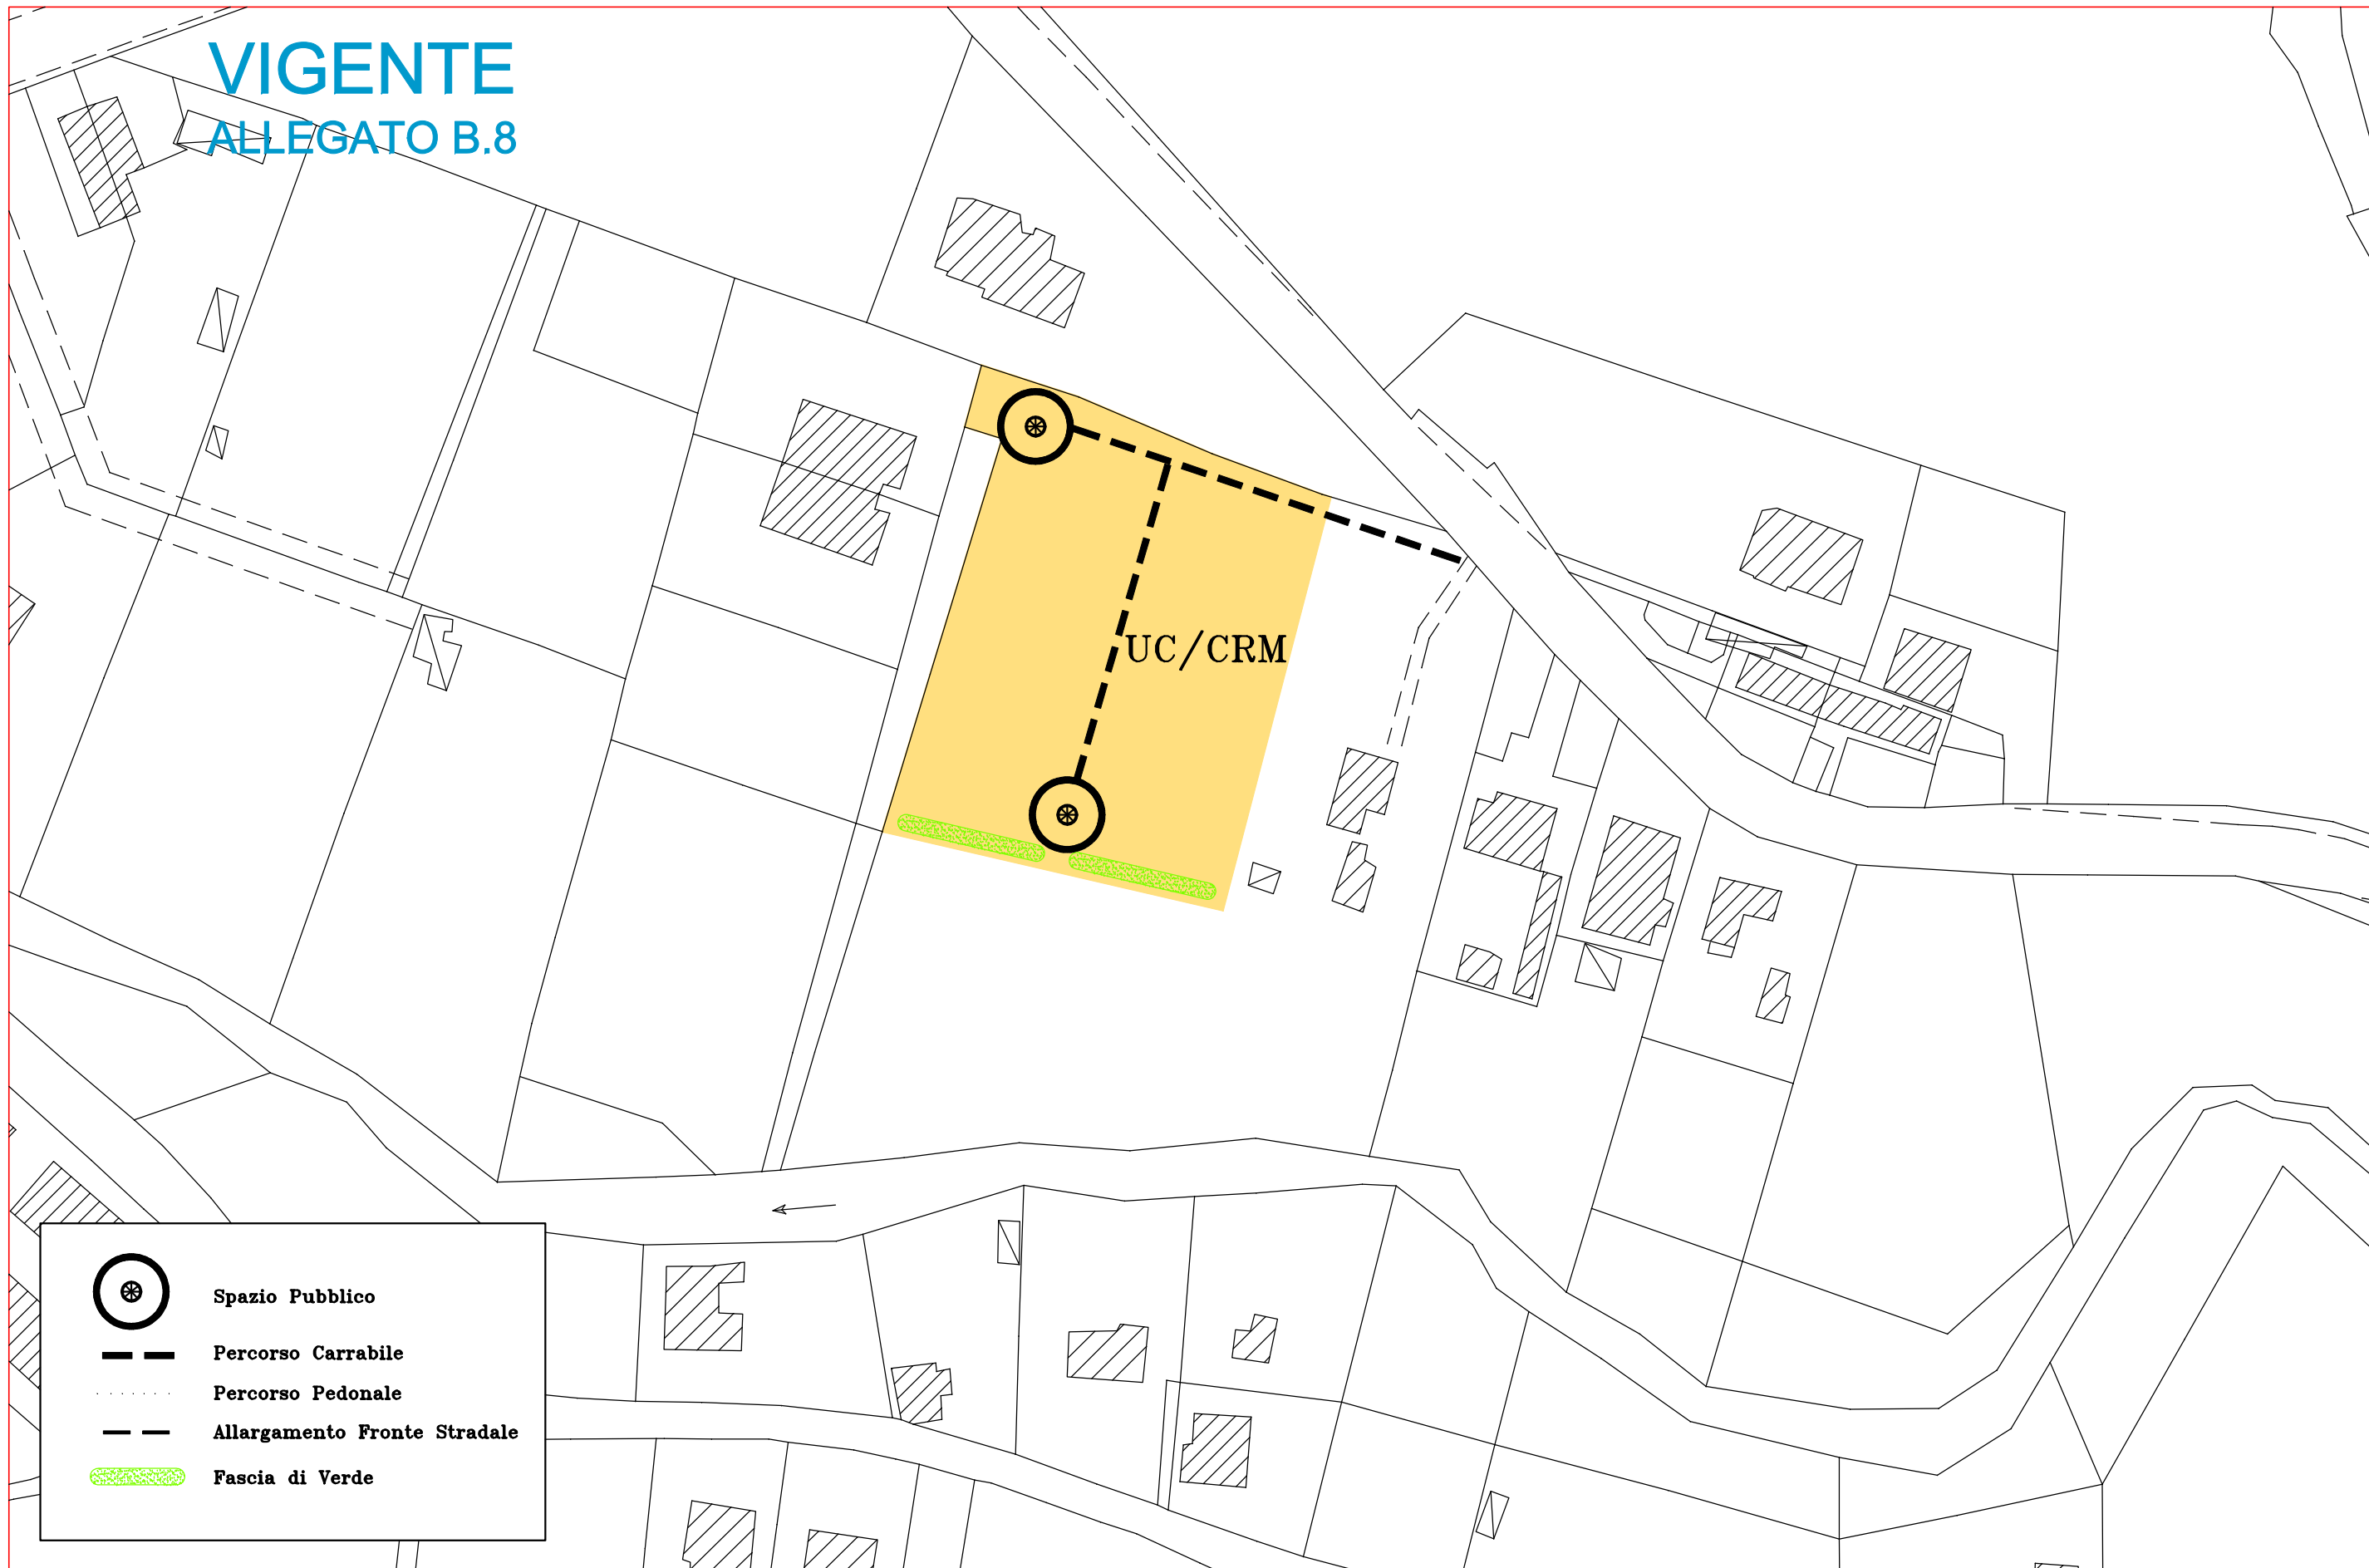 VIGENTE
ALLEGATO B.8
UC/CRM
Spazio Pubblico
Percorso Carrabile
Percorso Pedonale
Allargamento Fronte Stradale
Fascia di Verde